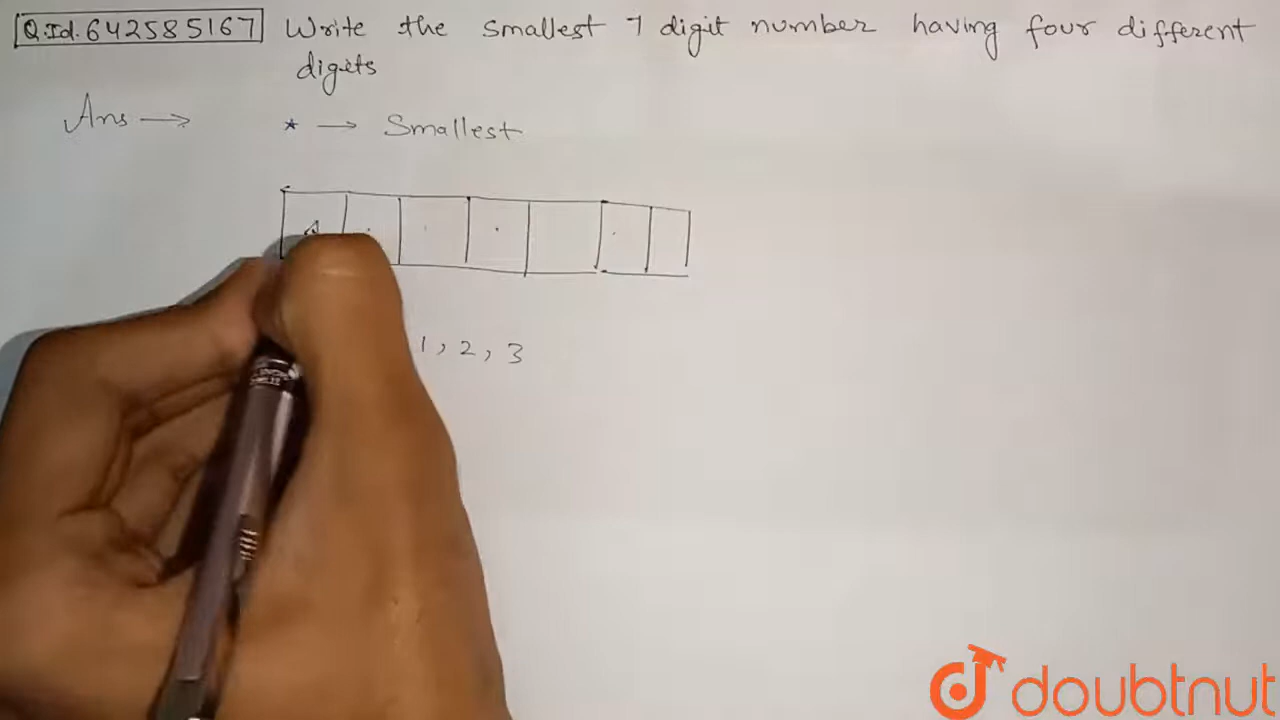 Q.Id. 642585167 Write the smallest 7 digit number having four different
digits
Ans → * → Smallest
1, 2, 3
doubtnut